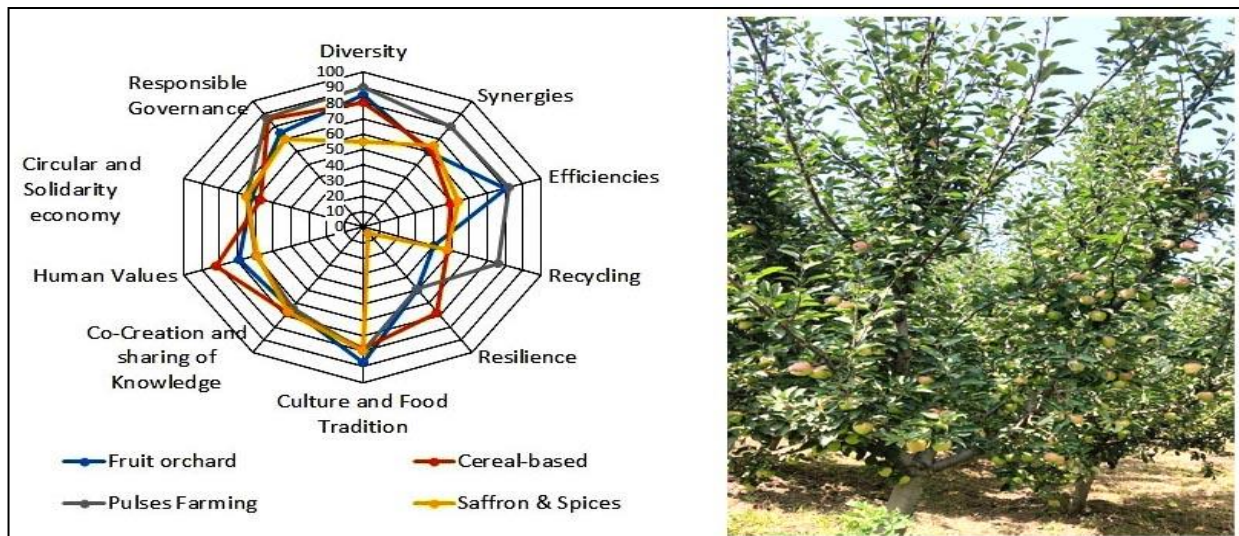 Diversity
100
90
80
70
60
50
40
30
20
10
0
Synergies
Efficiencies
Recycling
Resilience
Culture and Food
Tradition
Co-Creation and
sharing of
Knowledge
Human Values
Circular and
Solidarity
economy
Responsible
Governance
Fruit orchard
Cereal-based
Pulses Farming
Saffron & Spices